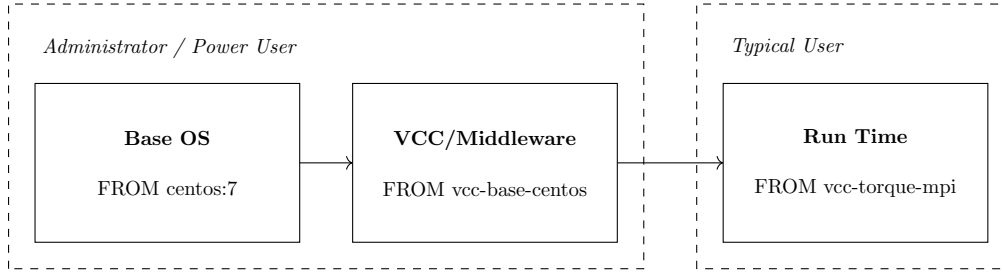 Administrator / Power User
Base OS
FROM centos:7
VCC/Middleware
FROM vcc-base-centos
Typical User
Run Time
FROM vcc-torque-mpi